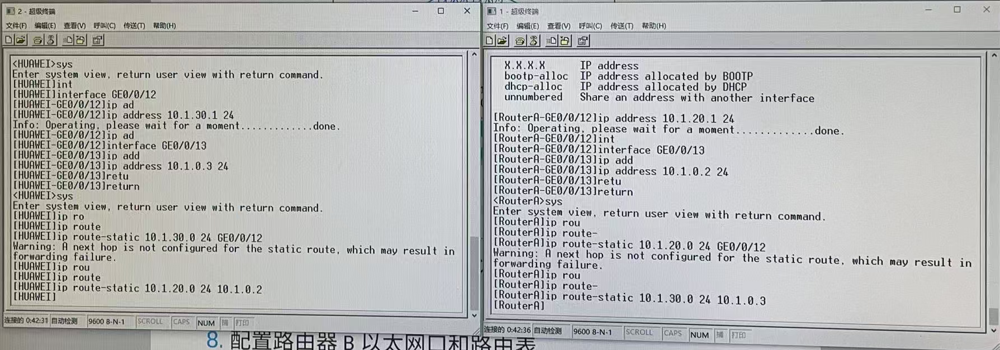 2 - 超级终端
文件(F) 编辑(E) 查看(V) 呼叫(C) 传送(T) 帮助(H)
<HUAWEI>sys
Enter system view, return user view with return command.
[HUAWEI]int
[HUAWEI]interface GE0/0/12
[HUAWEI-GE0/0/12]ip ad
[HUAWEI-GE0/0/12]ip address 10.1.30.1 24
Info: Operating, please wait for a moment.............done.
[HUAWEI-GE0/0/12]ip ad
[HUAWEI-GE0/0/12]interface GE0/0/13
[HUAWEI-GE0/0/13]ip add
[HUAWEI-GE0/0/13]ip address 10.1.0.3 24
[HUAWEI-GE0/0/13]retu
[HUAWEI-GE0/0/13]return
<HUAWEI>sys
Enter system view, return user view with return command.
[HUAWEI]ip ro
[HUAWEI]ip route
[HUAWEI]ip route-static 10.1.30.0 24 GE0/0/12
Warning: A next hop is not configured for the static route, which may result in
forwarding failure.
[HUAWEI]ip rou
[HUAWEI]ip route
[HUAWEI]ip route-static 10.1.20.0 24 10.1.0.2
[HUAWEI]
连接的 0:42:31 自动检测 9600 8-N-1 SCROLL CAPS NUM 捕 打印
1 - 超级终端
文件(F) 编辑(E) 查看(V) 呼叫(C) 传送(T) 帮助(H)
X.X.X.X IP address
bootp-alloc IP address allocated by BOOTP
dhcp-alloc IP address allocated by DHCP
unnumbered Share an address with another interface
[RouterA-GE0/0/12]ip address 10.1.20.1 24
Info: Operating, please wait for a moment.............done.
[RouterA-GE0/0/12]int
[RouterA-GE0/0/12]interface GE0/0/13
[RouterA-GE0/0/13]ip add
[RouterA-GE0/0/13]ip address 10.1.0.2 24
[RouterA-GE0/0/13]retu
[RouterA-GE0/0/13]return
<RouterA>sys
Enter system view, return user view with return command.
[RouterA]ip rou
[RouterA]ip route-
[RouterA]ip route-static 10.1.20.0 24 GE0/0/12
Warning: A next hop is not configured for the static route, which may result in
forwarding failure.
[RouterA]ip rou
[RouterA]ip route-
[RouterA]ip route-static 10.1.30.0 24 10.1.0.3
[RouterA]
连接的 0:42:36 自动检测 9600 8-N-1 SCROLL CAPS NUM 捕 打印
8. 配置路由器 B 以太网口和路由表